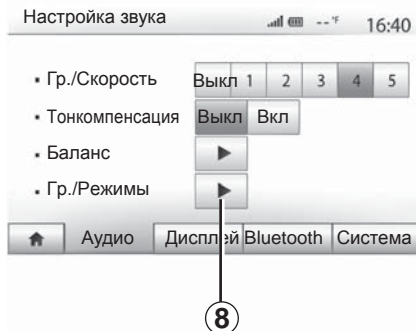 Настройка звука --°F 16:40
Гр./Скорость Выкл 1 2 3 4 5
Тонкомпенсация Выкл Вкл
Баланс
Гр./Режимы
Аудио Дисплей Bluetooth Система
8